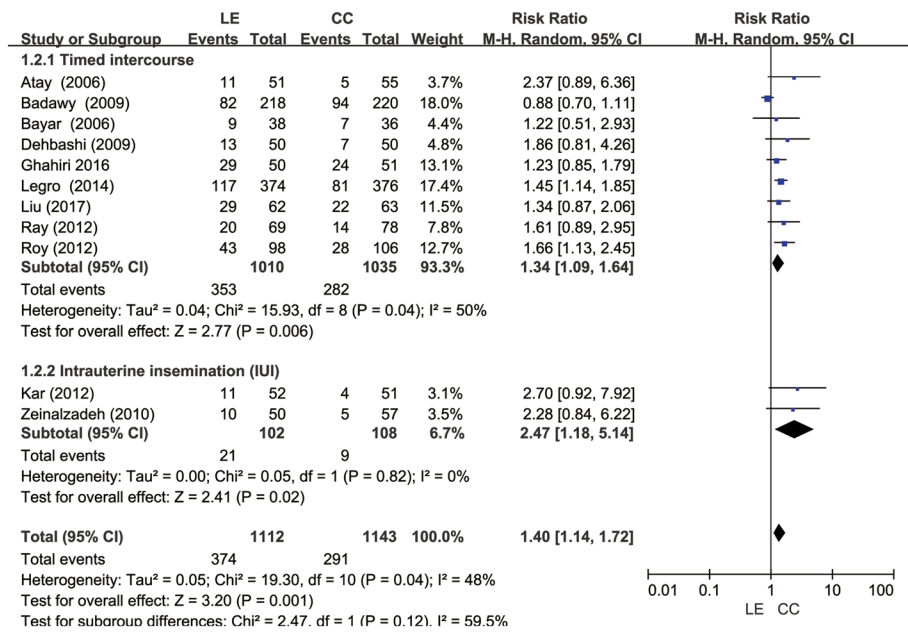 LE CC Risk Ratio Risk Ratio
Study or Subgroup Events Total Events Total Weight M-H, Random, 95% CI M-H, Random, 95% CI
1.2.1 Timed intercourse
Atay (2006) 11 51 5 55 3.7% 2.37 [0.89, 6.36]
Badawy (2009) 82 218 94 220 18.0% 0.88 [0.70, 1.11]
Bayar (2006) 9 38 7 36 4.4% 1.22 [0.51, 2.93]
Dehbashi (2009) 13 50 7 50 4.8% 1.86 [0.81, 4.26]
Ghahiri 2016 29 50 24 51 13.1% 1.23 [0.85, 1.79]
Legro (2014) 117 374 81 376 17.4% 1.45 [1.14, 1.85]
Liu (2017) 29 62 22 63 11.5% 1.34 [0.87, 2.06]
Ray (2012) 20 69 14 78 7.8% 1.61 [0.89, 2.95]
Roy (2012) 43 98 28 106 12.7% 1.66 [1.13, 2.45]
Subtotal (95% CI) 1010 1035 93.3% 1.34 [1.09, 1.64]
Total events 353 282
Heterogeneity: Tau² = 0.04; Chi² = 15.93, df = 8 (P = 0.04); I² = 50%
Test for overall effect: Z = 2.77 (P = 0.006)
1.2.2 Intrauterine insemination (IUI)
Kar (2012) 11 52 4 51 3.1% 2.70 [0.92, 7.92]
Zeinalzadeh (2010) 10 50 5 57 3.5% 2.28 [0.84, 6.22]
Subtotal (95% CI) 102 108 6.7% 2.47 [1.18, 5.14]
Total events 21 9
Heterogeneity: Tau² = 0.00; Chi² = 0.05, df = 1 (P = 0.82); I² = 0%
Test for overall effect: Z = 2.41 (P = 0.02)
Total (95% CI) 1112 1143 100.0% 1.40 [1.14, 1.72]
Total events 374 291
Heterogeneity: Tau² = 0.05; Chi² = 19.30, df = 10 (P = 0.04); I² = 48%
Test for overall effect: Z = 3.20 (P = 0.001)
Test for subgroup differences: Chi² = 2.47, df = 1 (P = 0.12), I² = 59.5%
0.01 0.1 1 10 100
LE CC